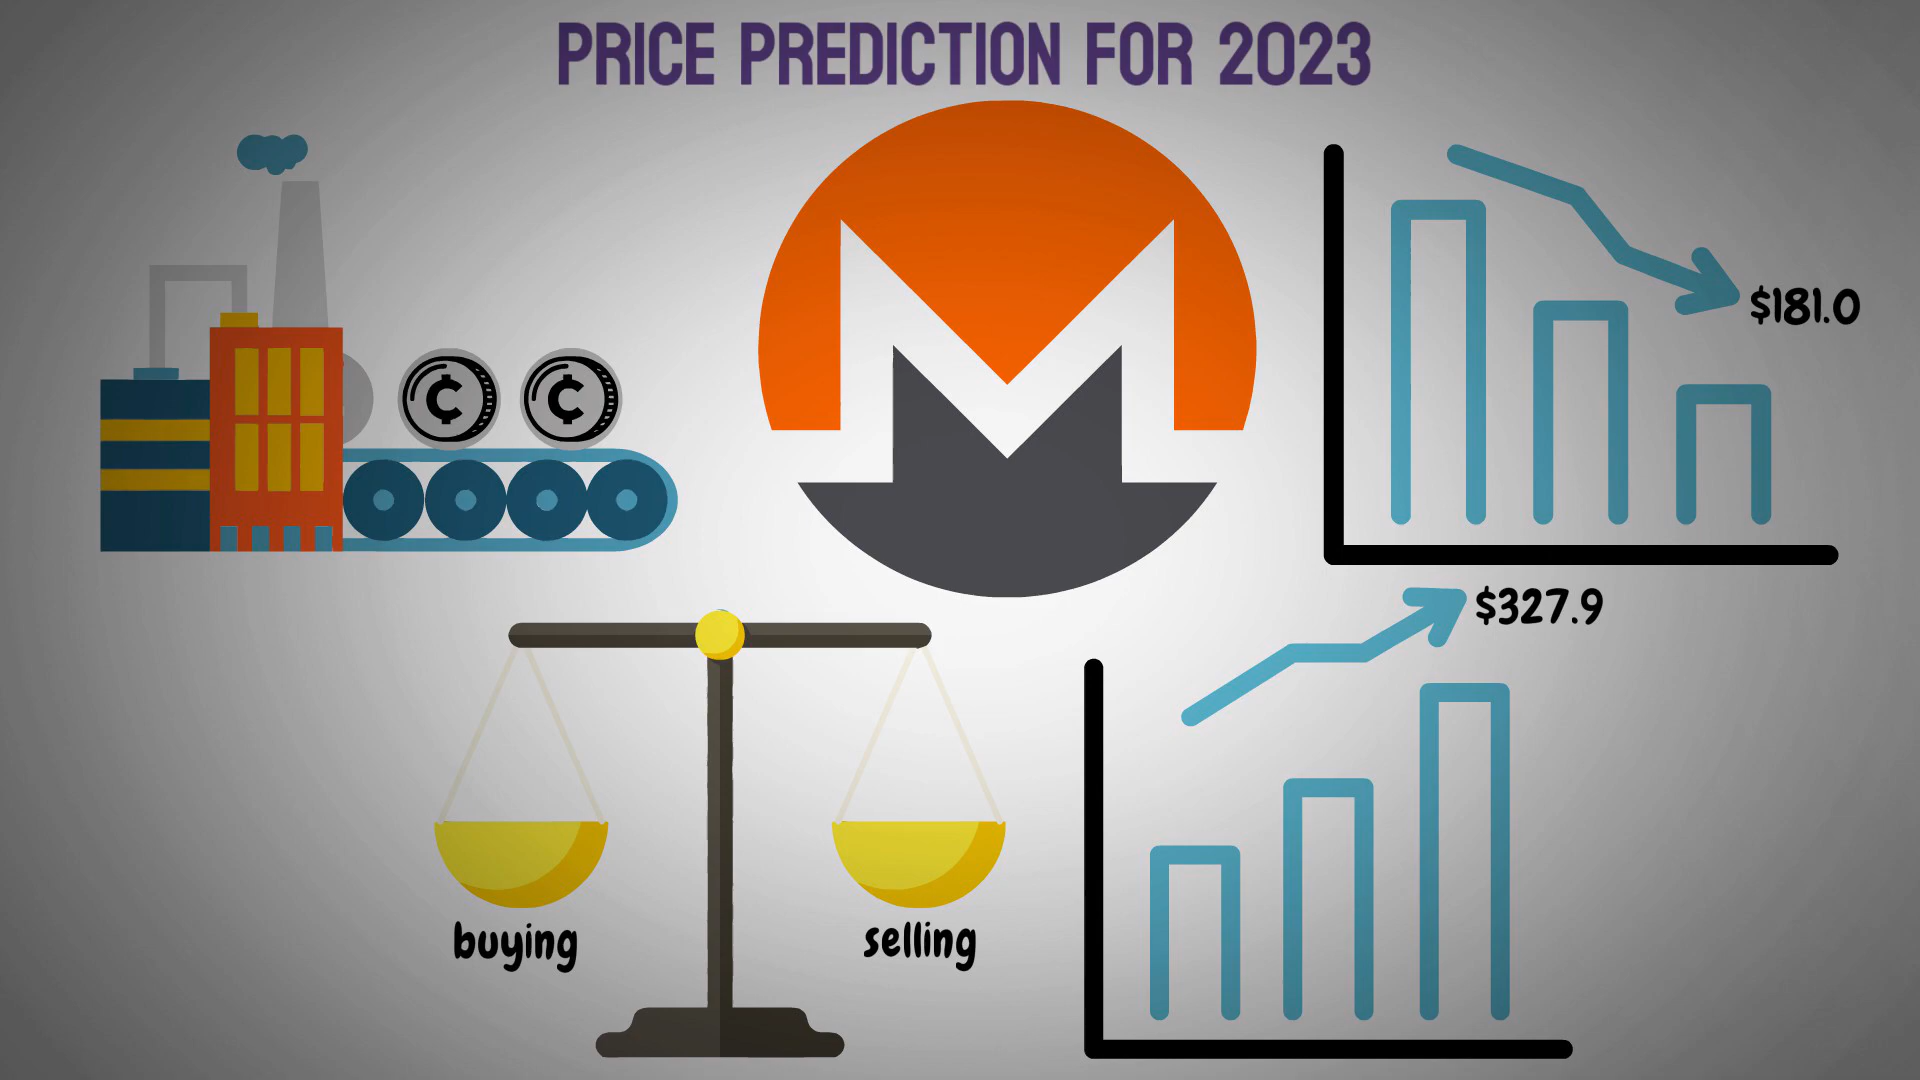 PRICE PREDICTION FOR 2023
$181.0
$327.9
buying
selling